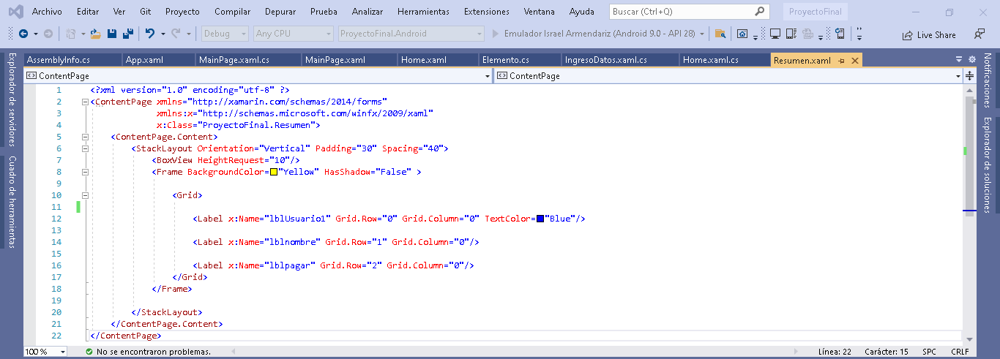 Archivo Editar Ver Git Proyecto Compilar Depurar Prueba Analizar Herramientas Extensiones Ventana Ayuda Buscar (Ctrl+Q) ProyectoFinal
Debug Any CPU ProyectoFinal.Android Emulador Israel Armendariz (Android 9.0 - API 28) Live Share
AssemblyInfo.cs App.xaml MainPage.xaml.cs MainPage.xaml Home.xaml Elemento.cs IngresoDatos.xaml.cs Home.xaml.cs Resumen.xaml
ContentPage ContentPage
Explorador de servidores
Cuadro de herramientas
1 <?xml version="1.0" encoding="utf-8" ?>
2 <ContentPage xmlns="http://xamarin.com/schemas/2014/forms"
3 xmlns:x="http://schemas.microsoft.com/winfx/2009/xaml"
4 x:Class="ProyectoFinal.Resumen">
5 <ContentPage.Content>
6 <StackLayout Orientation="Vertical" Padding="30" Spacing="40">
7 <BoxView HeightRequest="10"/>
8 <Frame BackgroundColor="Yellow" HasShadow="False" >
9
10 <Grid>
11
12 <Label x:Name="lblUsuario1" Grid.Row="0" Grid.Column="0" TextColor="Blue"/>
13
14 <Label x:Name="lblnombre" Grid.Row="1" Grid.Column="0"/>
15
16 <Label x:Name="lblpagar" Grid.Row="2" Grid.Column="0"/>
17 </Grid>
18 </Frame>
19
20 </StackLayout>
21 </ContentPage.Content>
22 </ContentPage>
Notificaciones
Explorador de soluciones
100 % No se encontraron problemas. Línea: 22 Carácter: 15 SPC CRLF